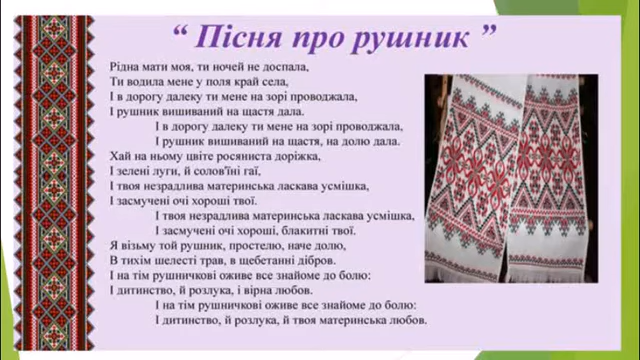 “ Пісня про рушник ”
Рідна мати моя, ти ночей не доспала,
Ти водила мене у поля край села,
І в дорогу далеку ти мене на зорі проводжала,
І рушник вишиваний на щастя дала.
І в дорогу далеку ти мене на зорі проводжала,
І рушник вишиваний на щастя, на долю дала.
Хай на ньому цвіте росяниста доріжка,
І зелені луги, й солов'їні гаї,
І твоя незрадлива материнська ласкава усмішка,
І засмучені очі хороші твої.
І твоя незрадлива материнська ласкава усмішка,
І засмучені очі хороші, блакитні твої.
Я візьму той рушник, простелю, наче долю,
В тихім шелесті трав, в щебетанні дібров.
І на тім рушничкові оживе все знайоме до болю:
І дитинство, й розлука, і вірна любов.
І на тім рушничкові оживе все знайоме до болю:
І дитинство, й розлука, й твоя материнська любов.